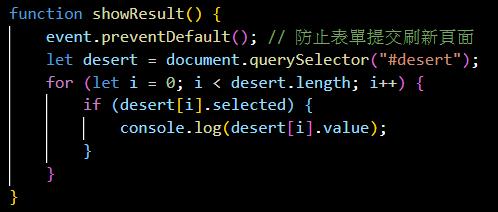 function showResult() {
    event.preventDefault(); // 防止表單提交刷新頁面
    let desert = document.querySelector("#desert");
    for (let i = 0; i < desert.length; i++) {
        if (desert[i].selected) {
            console.log(desert[i].value);
        }
    }
}